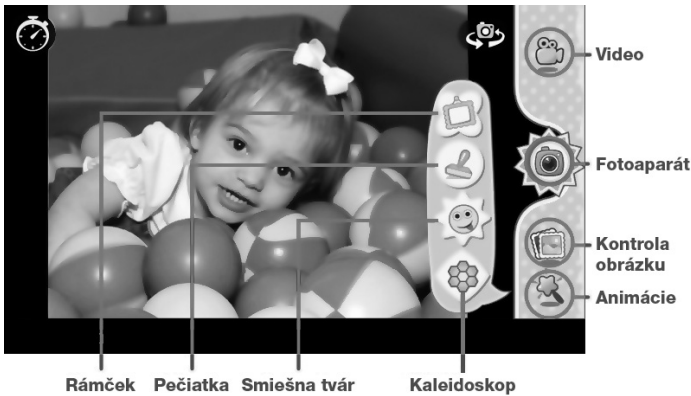 Video
Fotoaparát
Kontrola
obrázku
Animácie
Rámček Pečiatka Smiešna tvár Kaleidoskop